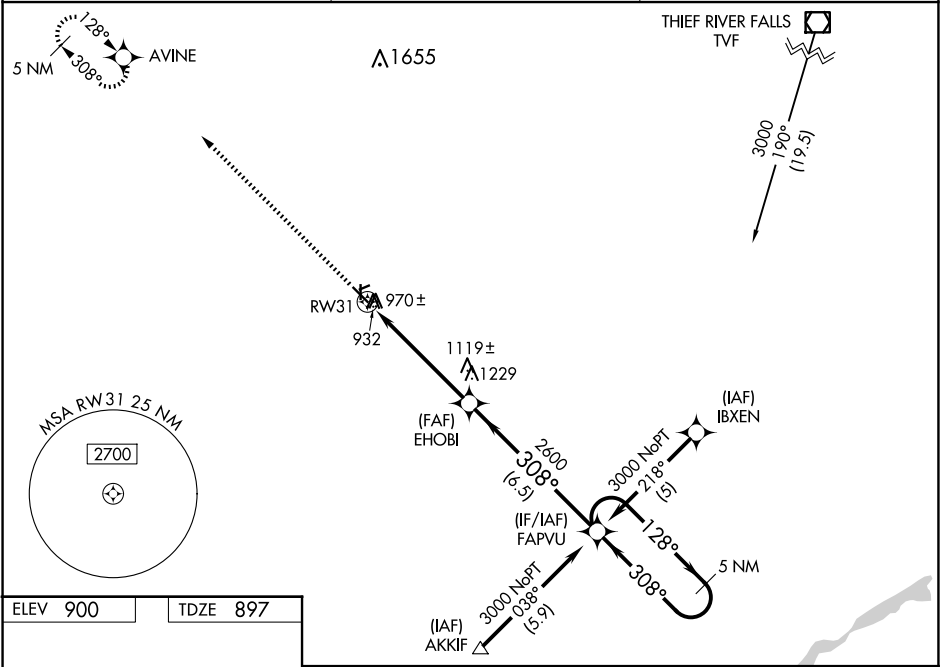 128°
308°
5 NM
AVINE
1655
THIEF RIVER FALLS
TVF
3000
190°
(19.5)
RW31
970±
932
1119±
1229
(FAF)
EHOBI
(IAF)
IBXEN
2600
308°
(6.5)
3000 NoPT
218°
(5)
(IF/IAF)
FAPVU
128°
308°
5 NM
3000 NoPT
038°
(5.9)
(IAF)
AKKIF
MSA RW31 25 NM
2700
ELEV 900
TDZE 897